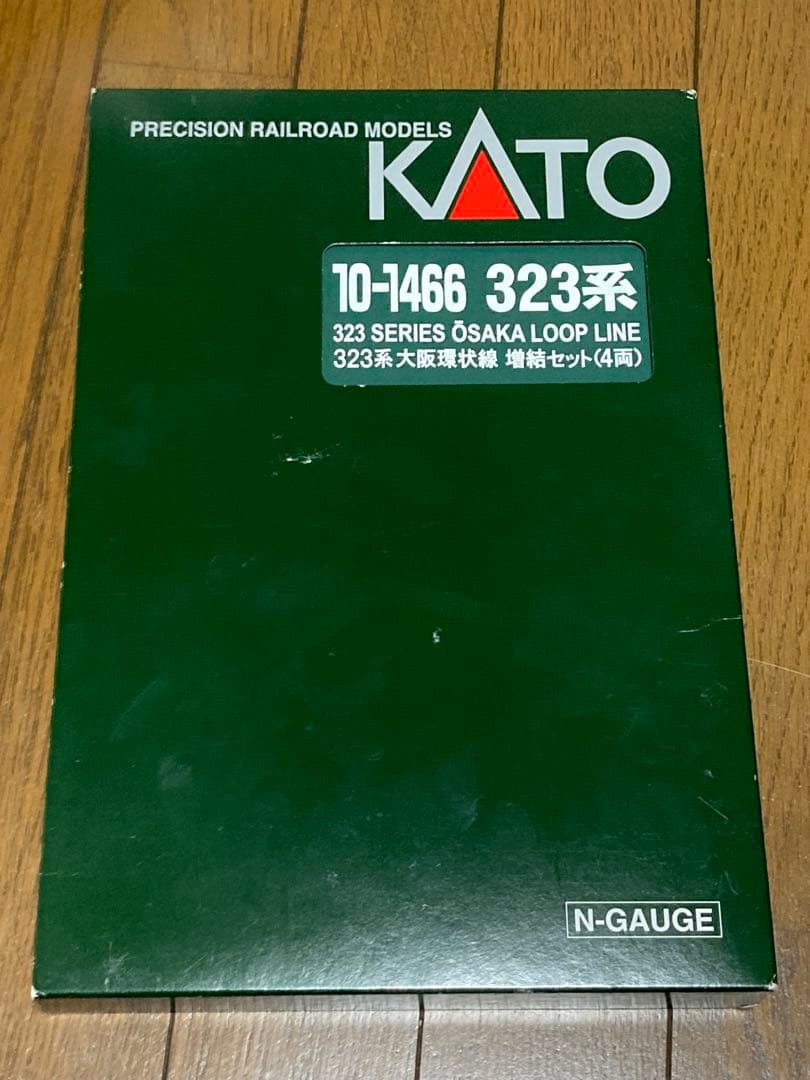 PRECISION RAILROAD MODELS
KATO
10-1466 323系
323 SERIES ŌSAKA LOOP LINE
323系大阪環状線 増結セット(4両)
N-GAUGE